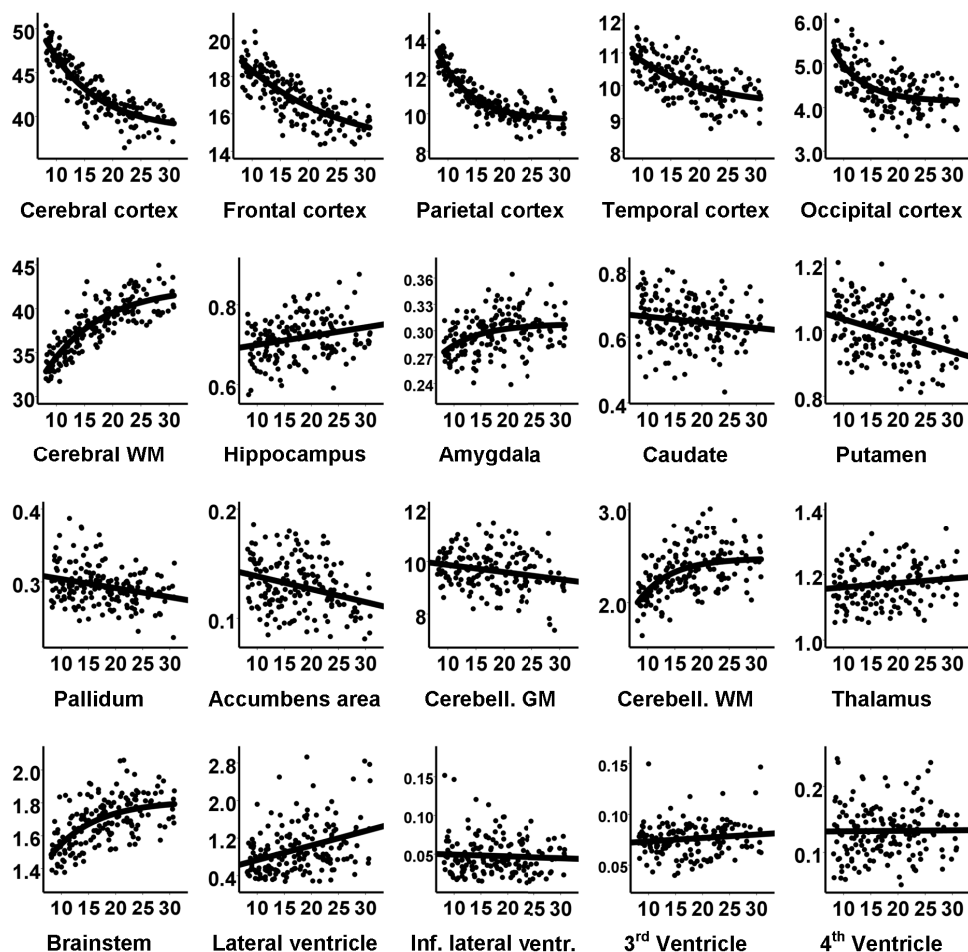 50
45
40
10 15 20 25 30
Cerebral cortex
20
18
16
14
10 15 20 25 30
Frontal cortex
14
12
10
8
10 15 20 25 30
Parietal cortex
12
11
10
9
8
10 15 20 25 30
Temporal cortex
6.0
5.0
4.0
3.0
10 15 20 25 30
Occipital cortex
45
40
35
30
10 15 20 25 30
Cerebral WM
0.8
0.6
10 15 20 25 30
Hippocampus
0.36
0.33
0.30
0.27
0.24
10 15 20 25 30
Amygdala
0.8
0.6
0.4
10 15 20 25 30
Caudate
1.2
1.0
0.8
10 15 20 25 30
Putamen
0.4
0.3
10 15 20 25 30
Pallidum
0.2
0.1
10 15 20 25 30
Accumbens area
12
10
8
10 15 20 25 30
Cerebell. GM
3.0
2.0
10 15 20 25 30
Cerebell. WM
1.4
1.2
1.0
10 15 20 25 30
Thalamus
2.0
1.8
1.6
1.4
10 15 20 25 30
Brainstem
2.8
2.0
1.2
0.4
10 15 20 25 30
Lateral ventricle
0.15
0.10
0.05
10 15 20 25 30
Inf. lateral ventr.
0.15
0.10
0.05
10 15 20 25 30
3rd Ventricle
0.2
0.1
10 15 20 25 30
4th Ventricle